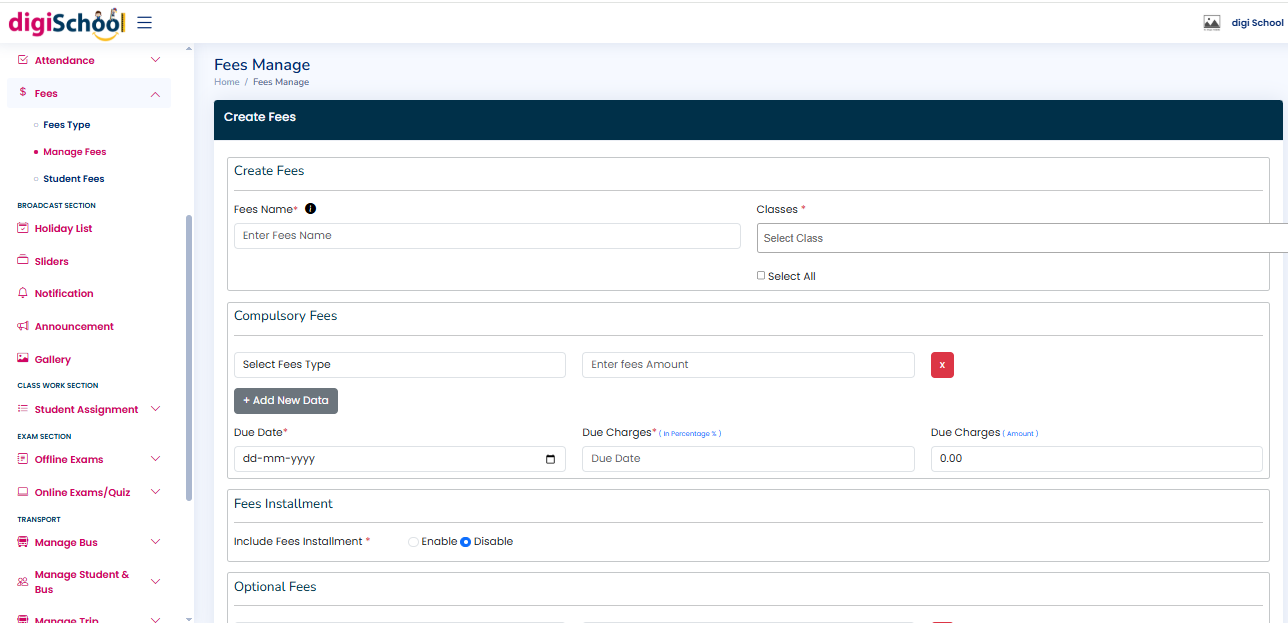 digiSchool
digi School
Attendance
Fees
Fees Type
Manage Fees
Student Fees
BROADCAST SECTION
Holiday List
Sliders
Notification
Announcement
Gallery
CLASS WORK SECTION
Student Assignment
EXAM SECTION
Offline Exams
Online Exams/Quiz
TRANSPORT
Manage Bus
Manage Student &
Bus
Manage Trip
Fees Manage
Home / Fees Manage
Create Fees
Create Fees
Fees Name* Classes *
Enter Fees Name Select Class
Select All
Compulsory Fees
Select Fees Type Enter fees Amount x
+ Add New Data
Due Date* Due Charges* ( In Percentage % ) Due Charges ( Amount )
dd-mm-yyyy Due Date 0.00
Fees Installment
Include Fees Installment * Enable Disable
Optional Fees